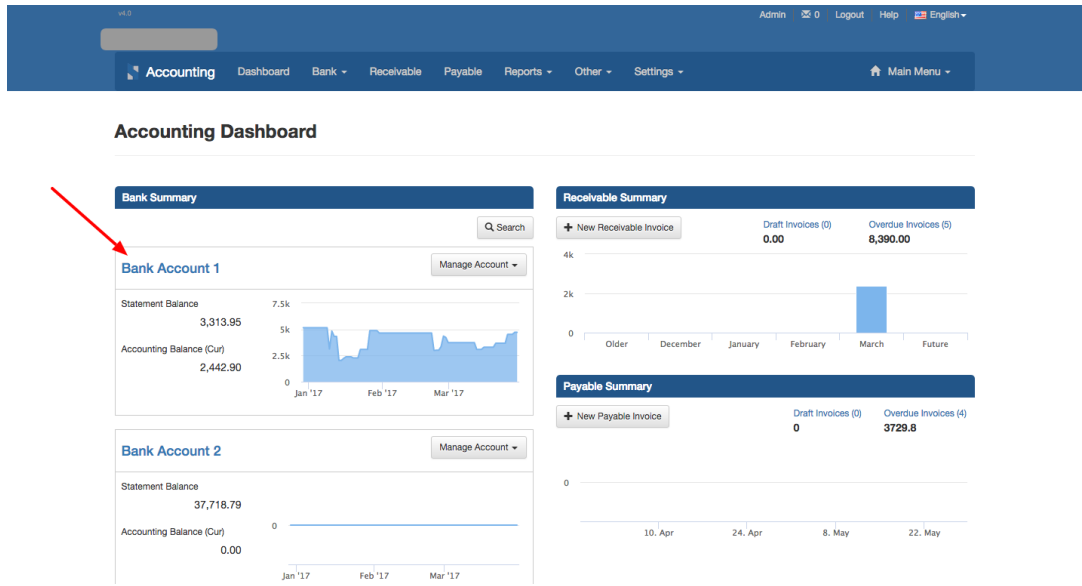 v4.0
Admin 0 Logout Help English
Accounting Dashboard Bank Receivable Payable Reports Other Settings Main Menu
Accounting Dashboard
Bank Summary
Search
Bank Account 1
Manage Account
Statement Balance
3,313.95
Accounting Balance (Cur)
2,442.90
7.5k
5k
2.5k
0
Jan '17 Feb '17 Mar '17
Bank Account 2
Manage Account
Statement Balance
37,718.79
Accounting Balance (Cur)
0.00
0
Jan '17 Feb '17 Mar '17
Receivable Summary
+ New Receivable Invoice
Draft Invoices (0)
0.00
Overdue Invoices (5)
8,390.00
4k
2k
0
Older December January February March Future
Payable Summary
+ New Payable Invoice
Draft Invoices (0)
0
Overdue Invoices (4)
3729.8
0
10. Apr 24. Apr 8. May 22. May